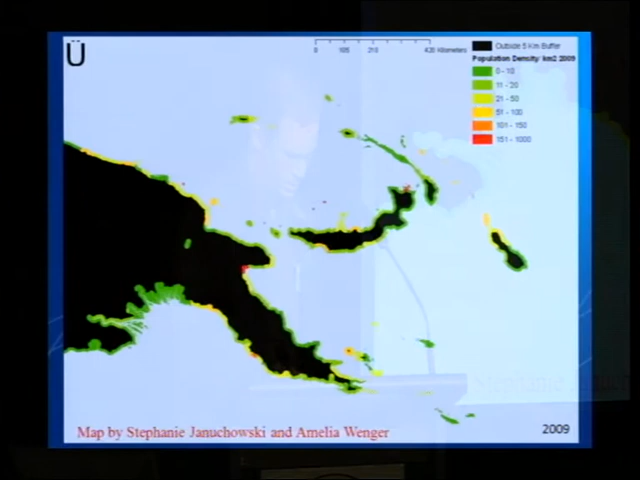 Ü
0 105 210 420 Kilometers
Outside 5 Km Buffer
Population Density/ km2 2009
0 - 10
11 - 20
21 - 50
51 - 100
101 - 150
151 - 1000
Map by Stephanie Januchowski and Amelia Wenger
2009